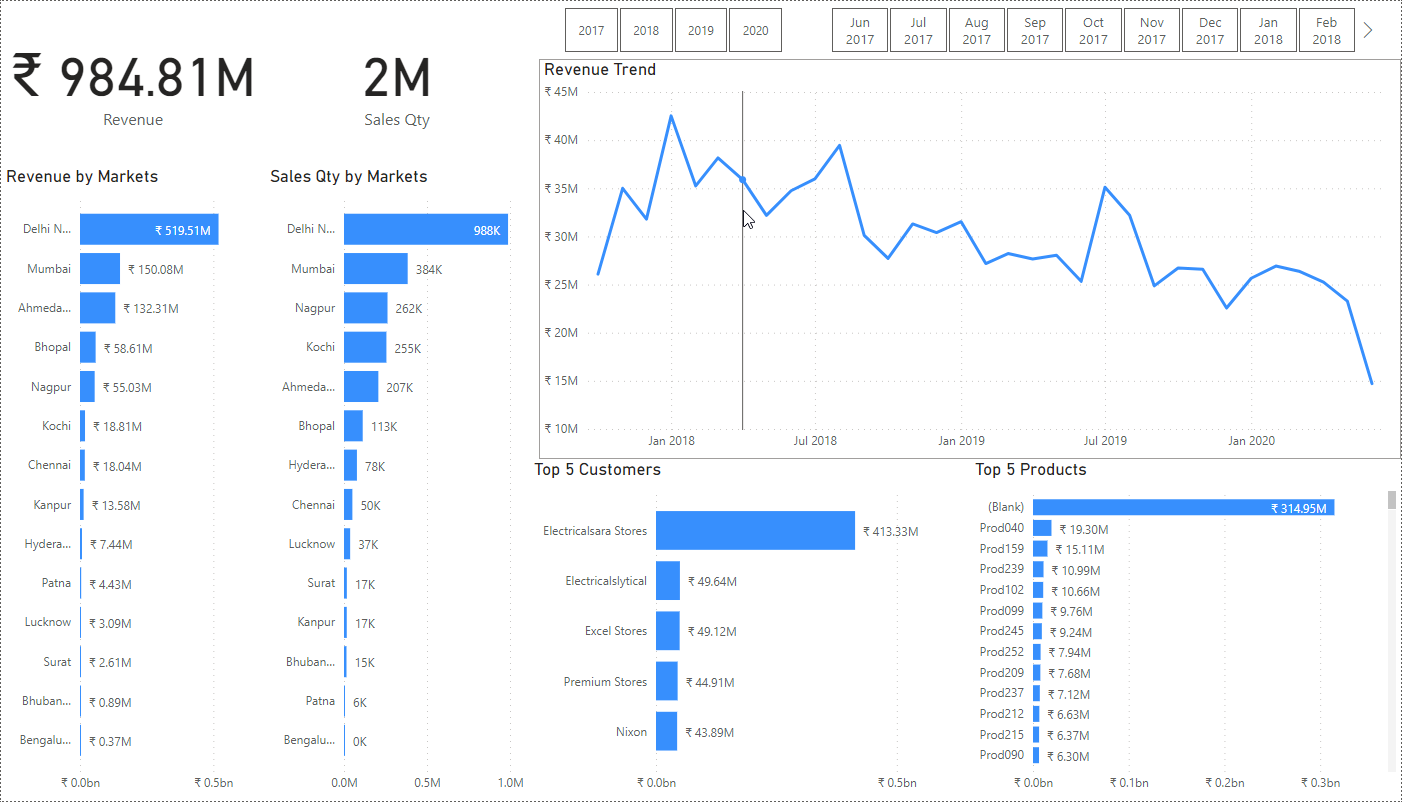 2017 2018 2019 2020
Jun 2017 Jul 2017 Aug 2017 Sep 2017 Oct 2017 Nov 2017 Dec 2017 Jan 2018 Feb 2018
₹ 984.81M
Revenue
2M
Sales Qty
Revenue by Markets
Delhi N... ₹ 519.51M
Mumbai ₹ 150.08M
Ahmeda... ₹ 132.31M
Bhopal ₹ 58.61M
Nagpur ₹ 55.03M
Kochi ₹ 18.81M
Chennai ₹ 18.04M
Kanpur ₹ 13.58M
Hydera... ₹ 7.44M
Patna ₹ 4.43M
Lucknow ₹ 3.09M
Surat ₹ 2.61M
Bhuban... ₹ 0.89M
Bengalu... ₹ 0.37M
₹ 0.0bn ₹ 0.5bn
Sales Qty by Markets
Delhi N... 988K
Mumbai 384K
Nagpur 262K
Kochi 255K
Ahmeda... 207K
Bhopal 113K
Hydera... 78K
Chennai 50K
Lucknow 37K
Surat 17K
Kanpur 17K
Bhuban... 15K
Patna 6K
Bengalu... 0K
0.0M 0.5M 1.0M
Revenue Trend
₹ 45M
₹ 40M
₹ 35M
₹ 30M
₹ 25M
₹ 20M
₹ 15M
₹ 10M
Jan 2018 Jul 2018 Jan 2019 Jul 2019 Jan 2020
Top 5 Customers
Electricalsara Stores ₹ 413.33M
Electricalslytical ₹ 49.64M
Excel Stores ₹ 49.12M
Premium Stores ₹ 44.91M
Nixon ₹ 43.89M
₹ 0.0bn ₹ 0.5bn
Top 5 Products
(Blank) ₹ 314.95M
Prod040 ₹ 19.30M
Prod159 ₹ 15.11M
Prod239 ₹ 10.99M
Prod102 ₹ 10.66M
Prod099 ₹ 9.76M
Prod245 ₹ 9.24M
Prod252 ₹ 7.94M
Prod209 ₹ 7.68M
Prod237 ₹ 7.12M
Prod212 ₹ 6.63M
Prod215 ₹ 6.37M
Prod090 ₹ 6.30M
₹ 0.0bn ₹ 0.1bn ₹ 0.2bn ₹ 0.3bn